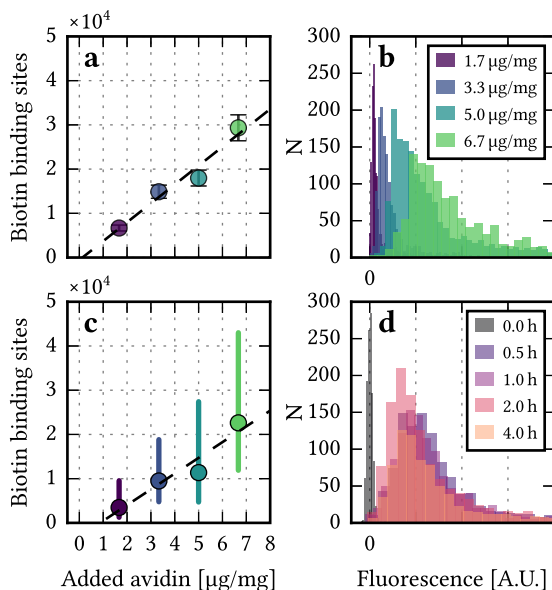 ×10⁴
a
5
4
3
2
1
0
Biotin binding sites
b
300
250
200
150
100
50
0
N
1.7 µg/mg
3.3 µg/mg
5.0 µg/mg
6.7 µg/mg
0
×10⁴
c
5
4
3
2
1
0
Biotin binding sites
0 1 2 3 4 5 6 7 8
Added avidin [µg/mg]
d
300
250
200
150
100
50
0
N
0.0 h
0.5 h
1.0 h
2.0 h
4.0 h
0
Fluorescence [A.U.]